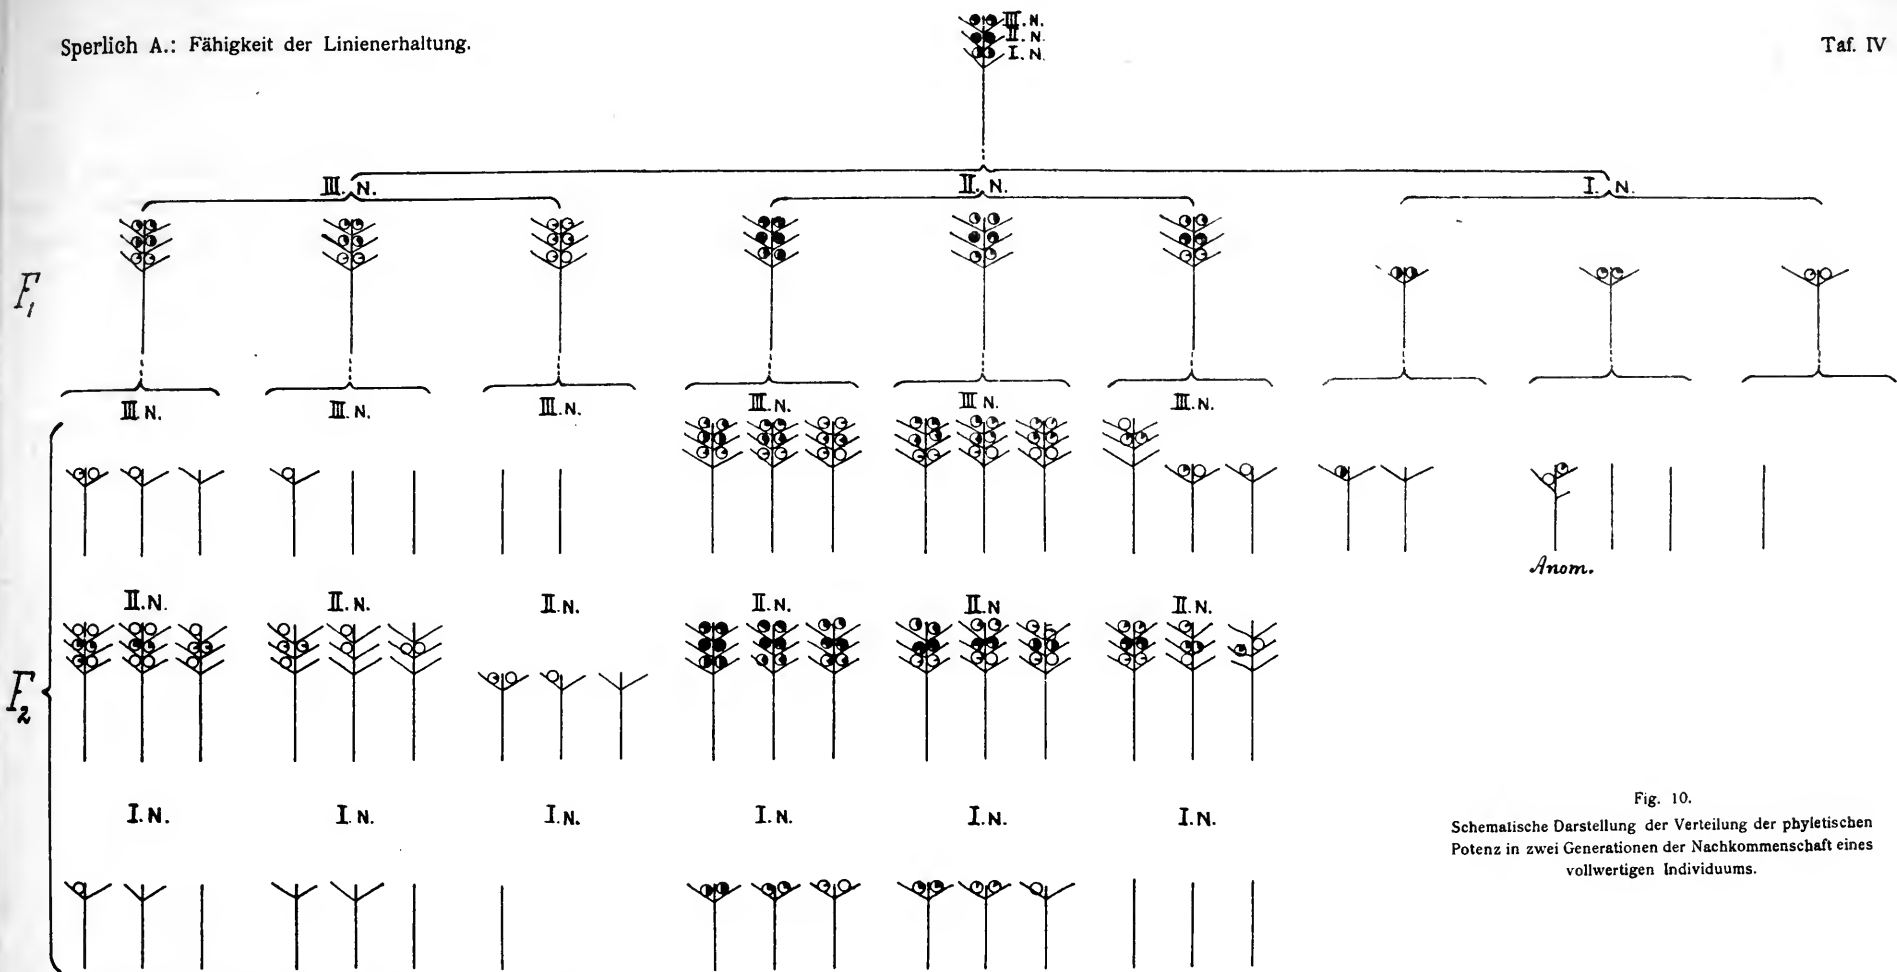 Sperlich A.: Fähigkeit der Linienerhaltung.
Taf. IV
III. N.
II. N.
I. N.
III. N.
II. N.
I. N.
F1
III N.
III. N.
III. N.
III. N.
III N.
III. N.
Anom.
F2
II. N.
II. N.
II. N.
II. N.
II. N
II. N.
I. N.
I. N.
I. N.
I. N.
I. N.
I. N.
Fig. 10.
Schematische Darstellung der Verteilung der phyletischen
Potenz in zwei Generationen der Nachkommenschaft eines
vollwertigen Individuums.